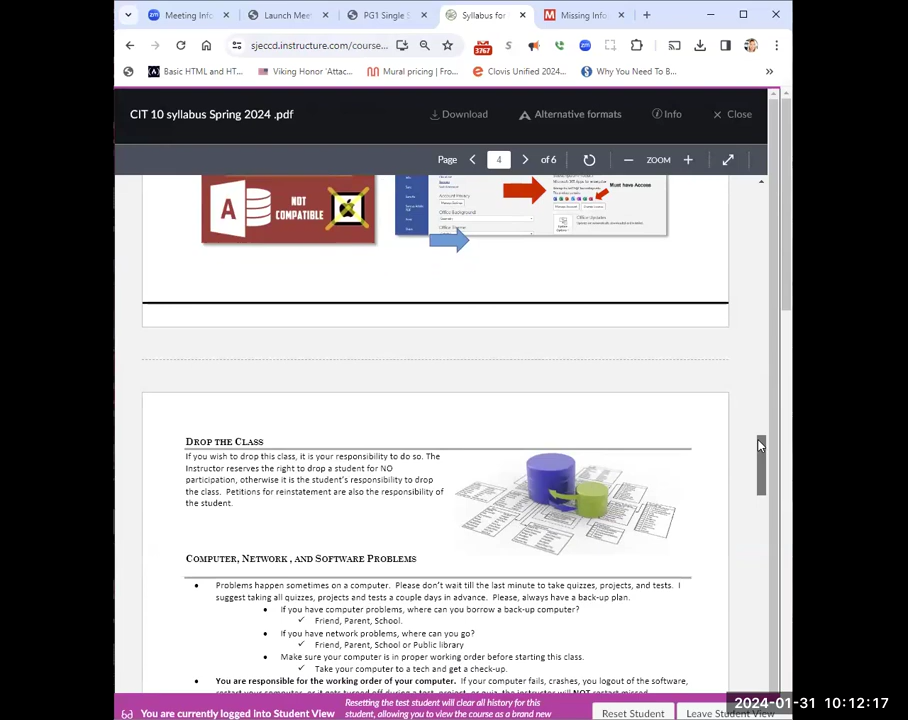 Meeting Info
Launch Mee
PG1 Single S
Syllabus for
Missing Info
sjeccd.instructure.com/course...
3767
Basic HTML and HT...
Viking Honor 'Attac...
Mural pricing | Fro...
Clovis Unified 2024...
Why You Need To B...
CIT 10 syllabus Spring 2024 .pdf
Download
Alternative formats
Info
Close
Page
4
of 6
ZOOM
A
NOT
COMPATIBLE
Must have Access
Account Privacy
Office Background
Office Updates
DROP THE CLASS
If you wish to drop this class, it is your responsibility to do so. The
Instructor reserves the right to drop a student for NO
participation, otherwise it is the student's responsibility to drop
the class. Petitions for reinstatement are also the responsibility of
the student.
COMPUTER, NETWORK , AND SOFTWARE PROBLEMS
• Problems happen sometimes on a computer. Please don't wait till the last minute to take quizzes, projects, and tests. I
suggest taking all quizzes, projects and tests a couple days in advance. Please, always have a back-up plan.
• If you have computer problems, where can you borrow a back-up computer?
✓ Friend, Parent, School.
• If you have network problems, where can you go?
✓ Friend, Parent, School or Public library
• Make sure your computer is in proper working order before starting this class.
✓ Take your computer to a tech and get a check-up.
• You are responsible for the working order of your computer. If your computer fails, crashes, you logout of the software,
You are currently logged into Student View
Resetting the test student will clear all history for this
student, allowing you to view the course as a brand new
Reset Student
Leave Student View
2024-01-31 10:12:17